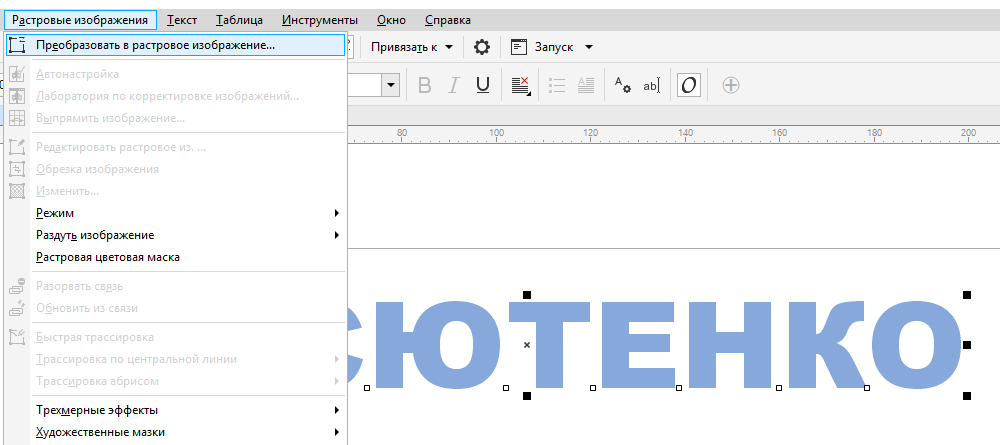 Растровые изображения Текст Таблица Инструменты Окно Справка
Преобразовать в растровое изображение...
Привязать к Запуск
Автонастройка
B I U ab O
Лаборатория по корректировке изображений...
Выпрямить изображение...
80 100 120 140 160 180 200
Редактировать растровое из. ...
Обрезка изображения
Изменить...
Режим
Раздуть изображение
Растровая цветовая маска
Разорвать связь
Обновить из связи
СЮТЕНКО
Быстрая трассировка
Трассировка по центральной линии
Трассировка абрисом
Трехмерные эффекты
Художественные мазки